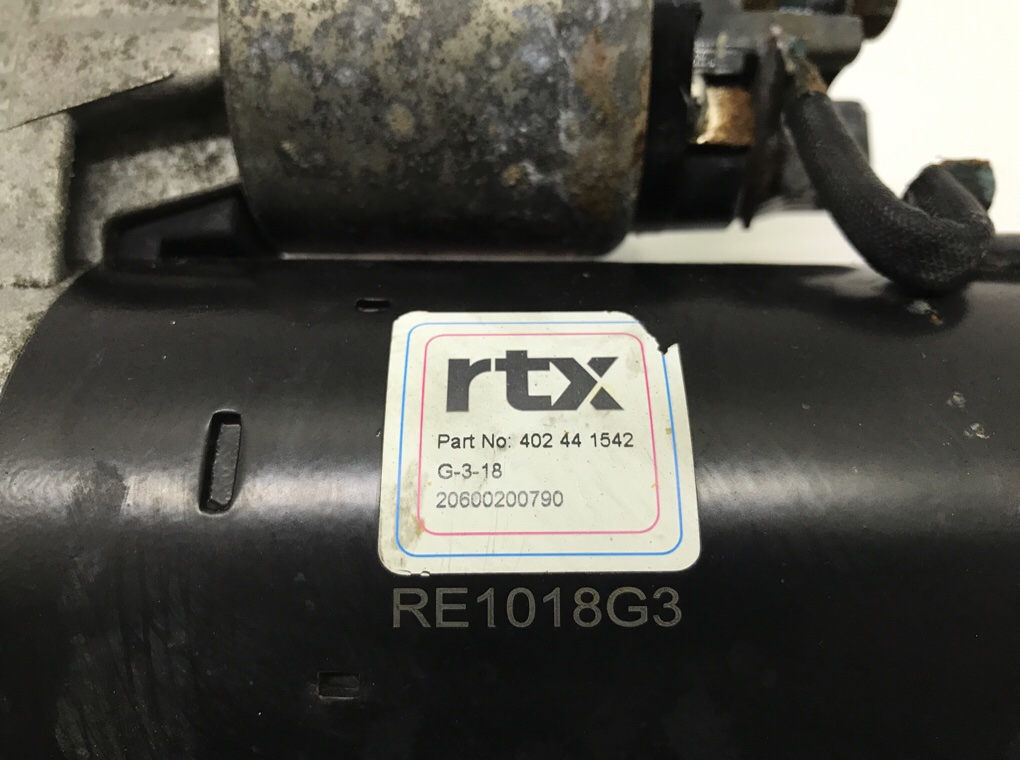 rtx
Part No: 402 44 1542
G-3-18
20600200790
RE1018G3